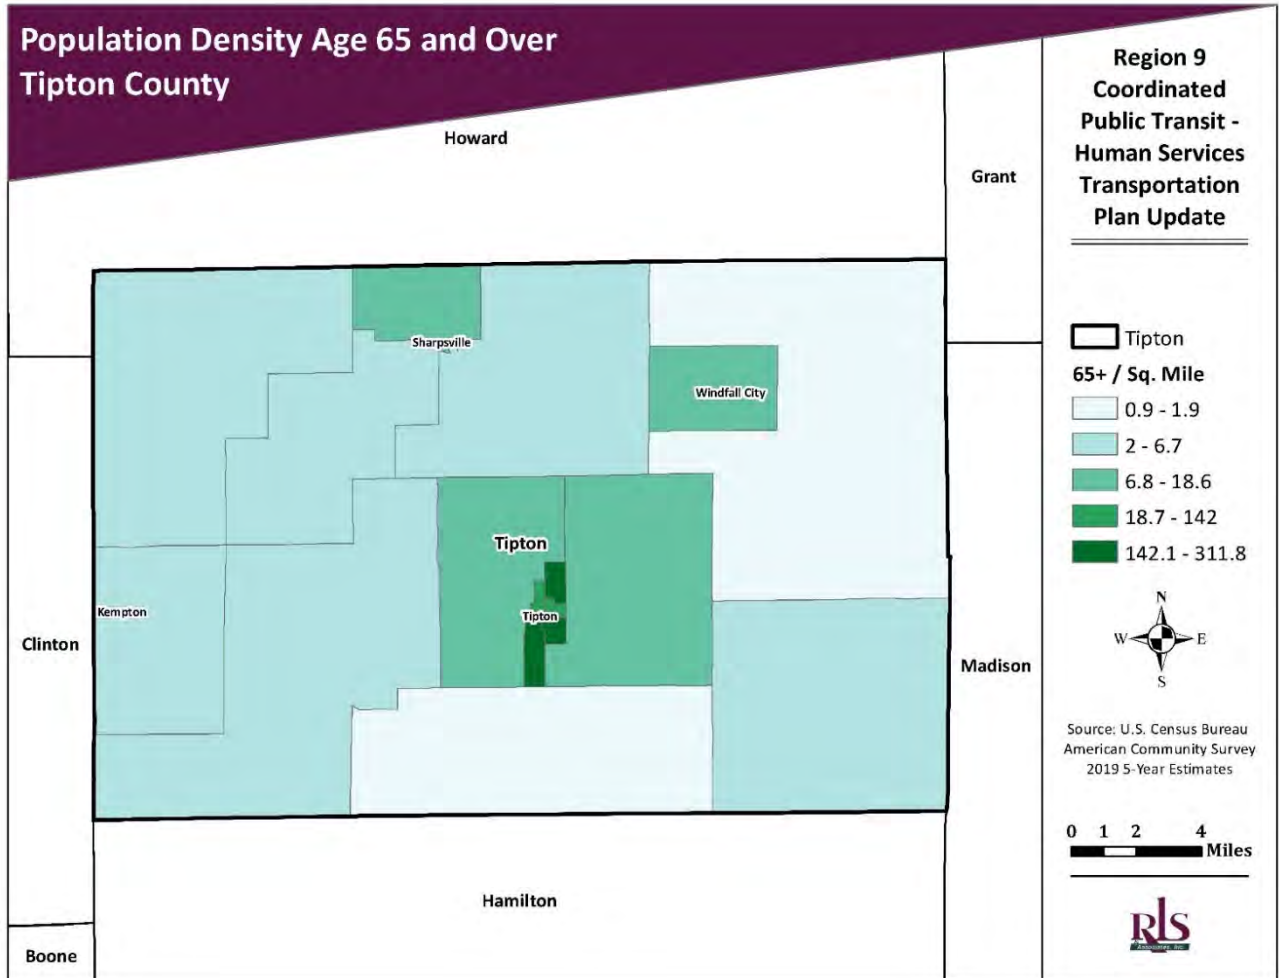 Population Density Age 65 and Over
Tipton County
Howard
Grant
Sharpsville
Windfall City
Tipton
Kempton
Tipton
Clinton
Madison
Hamilton
Boone
Region 9
Coordinated
Public Transit -
Human Services
Transportation
Plan Update
Tipton
65+ / Sq. Mile
0.9 - 1.9
2 - 6.7
6.8 - 18.6
18.7 - 142
142.1 - 311.8
N
W
E
S
Source: U.S. Census Bureau
American Community Survey
2019 5-Year Estimates
0 1 2 4
Miles
RLS
& Associates, Inc.